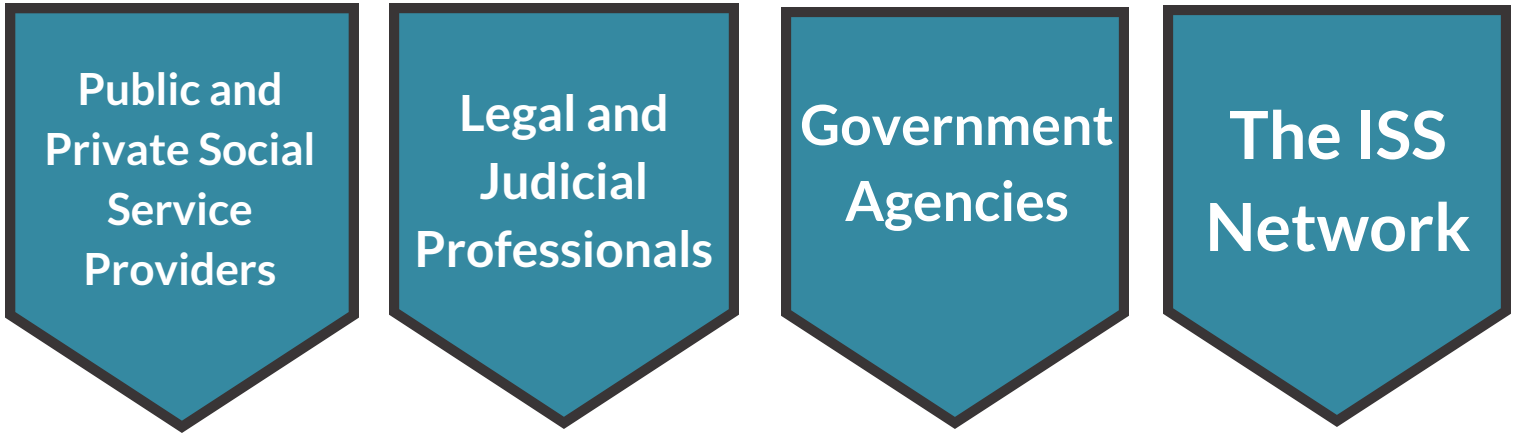 Public and
Private Social
Service
Providers
Legal and
Judicial
Professionals
Government
Agencies
The ISS
Network